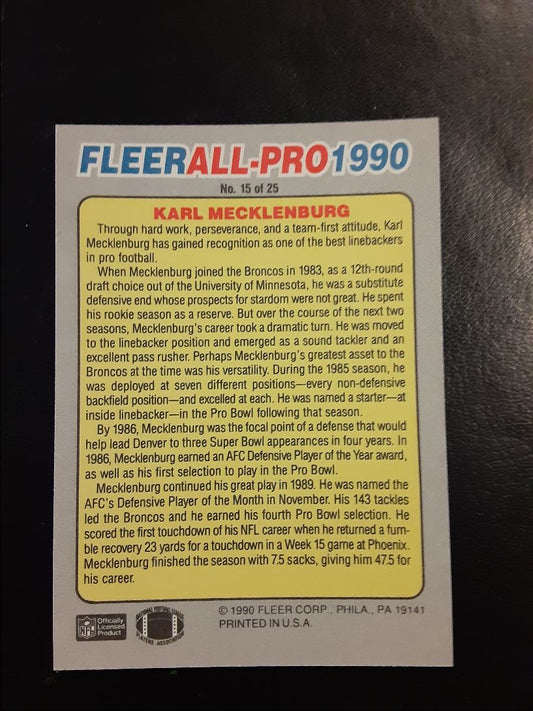 FLEER ALL-PRO 1990
No. 15 of 25
KARL MECKLENBURG
Through hard work, perseverance, and a team-first attitude, Karl
Mecklenburg has gained recognition as one of the best linebackers
in pro football.
When Mecklenburg joined the Broncos in 1983, as a 12th-round
draft choice out of the University of Minnesota, he was a substitute
defensive end whose prospects for stardom were not great. He spent
his rookie season as a reserve. But over the course of the next two
seasons, Mecklenburg's career took a dramatic turn. He was moved
to the linebacker position and emerged as a sound tackler and an
excellent pass rusher. Perhaps Mecklenburg's greatest asset to the
Broncos at the time was his versatility. During the 1985 season, he
was deployed at seven different positions—every non-defensive
backfield position—and excelled at each. He was named a starter—at
inside linebacker—in the Pro Bowl following that season.
By 1986, Mecklenburg was the focal point of a defense that would
help lead Denver to three Super Bowl appearances in four years. In
1986, Mecklenburg earned an AFC Defensive Player of the Year award,
as well as his first selection to play in the Pro Bowl.
Mecklenburg continued his great play in 1989. He was named the
AFC's Defensive Player of the Month in November. His 143 tackles
led the Broncos and he earned his fourth Pro Bowl selection. He
scored the first touchdown of his NFL career when he returned a fum-
ble recovery 23 yards for a touchdown in a Week 15 game at Phoenix.
Mecklenburg finished the season with 7.5 sacks, giving him 47.5 for
his career.
NFL
Officially
Licensed
Product
NATIONAL FOOTBALL LEAGUE
PLAYERS ASSOCIATION
© 1990 FLEER CORP., PHILA., PA 19141
PRINTED IN U.S.A.